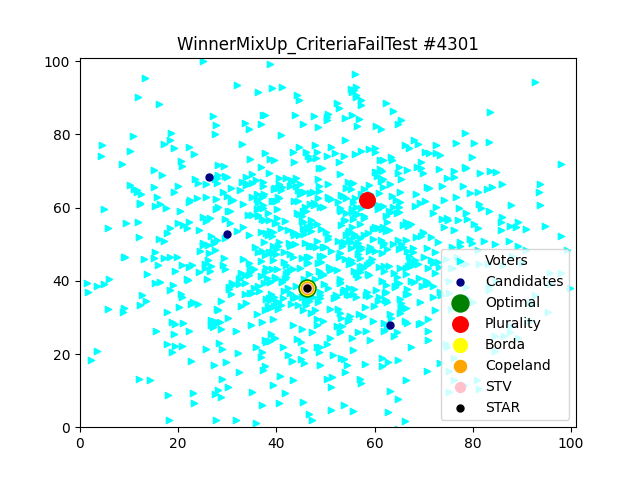 WinnerMixUp_CriteriaFailTest #4301
100
80
60
40
20
0
0 20 40 60 80 100
Voters
Candidates
Optimal
Plurality
Borda
Copeland
STV
STAR